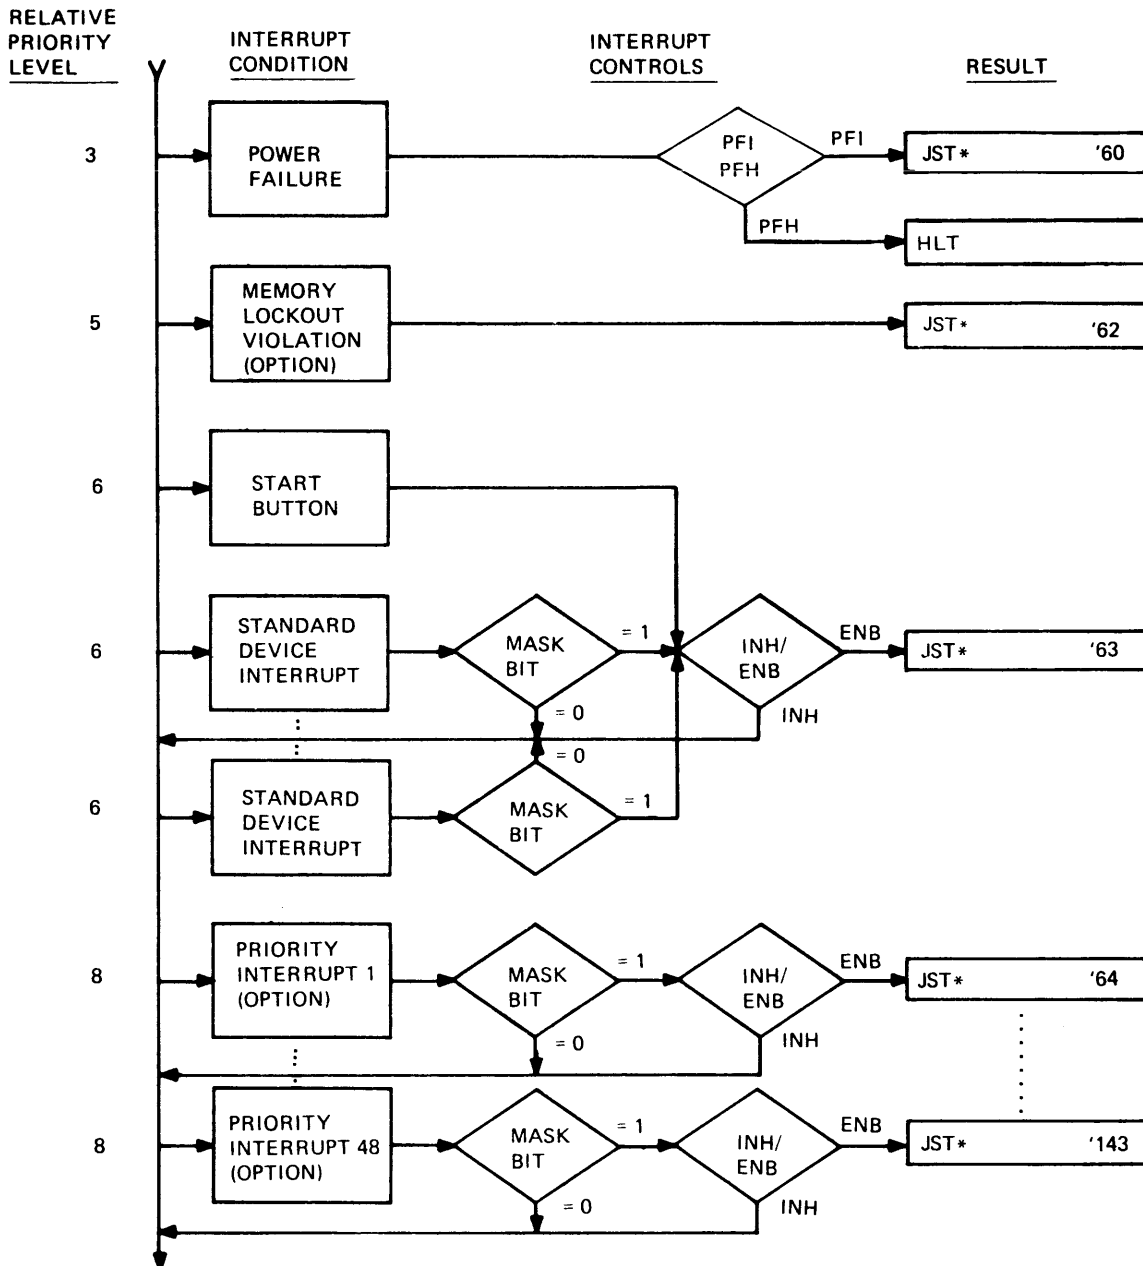 RELATIVE
PRIORITY
LEVEL
INTERRUPT
CONDITION
INTERRUPT
CONTROLS
RESULT
3
POWER
FAILURE
PFI
PFH
PFI
JST* '60
PFH
HLT
5
MEMORY
LOCKOUT
VIOLATION
(OPTION)
JST* '62
6
START
BUTTON
6
STANDARD
DEVICE
INTERRUPT
MASK
BIT
= 1
= 0
INH/
ENB
ENB
INH
JST* '63
6
STANDARD
DEVICE
INTERRUPT
MASK
BIT
= 0
= 1
8
PRIORITY
INTERRUPT 1
(OPTION)
MASK
BIT
= 1
= 0
INH/
ENB
ENB
INH
JST* '64
8
PRIORITY
INTERRUPT 48
(OPTION)
MASK
BIT
= 1
= 0
INH/
ENB
ENB
INH
JST* '143